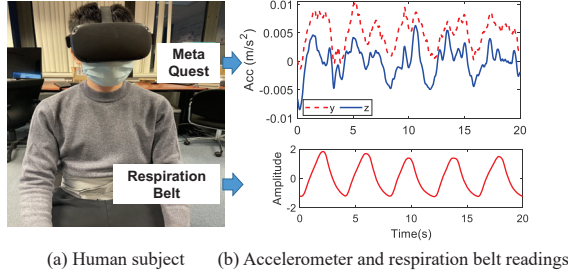 Meta
Quest
Respiration
Belt
Acc (m/s²)
0.01
0.005
0
-0.005
-0.01
y z
0 5 10 15 20
Amplitude
2
0
-2
0 5 10 15 20
Time(s)
(a) Human subject (b) Accelerometer and respiration belt readings